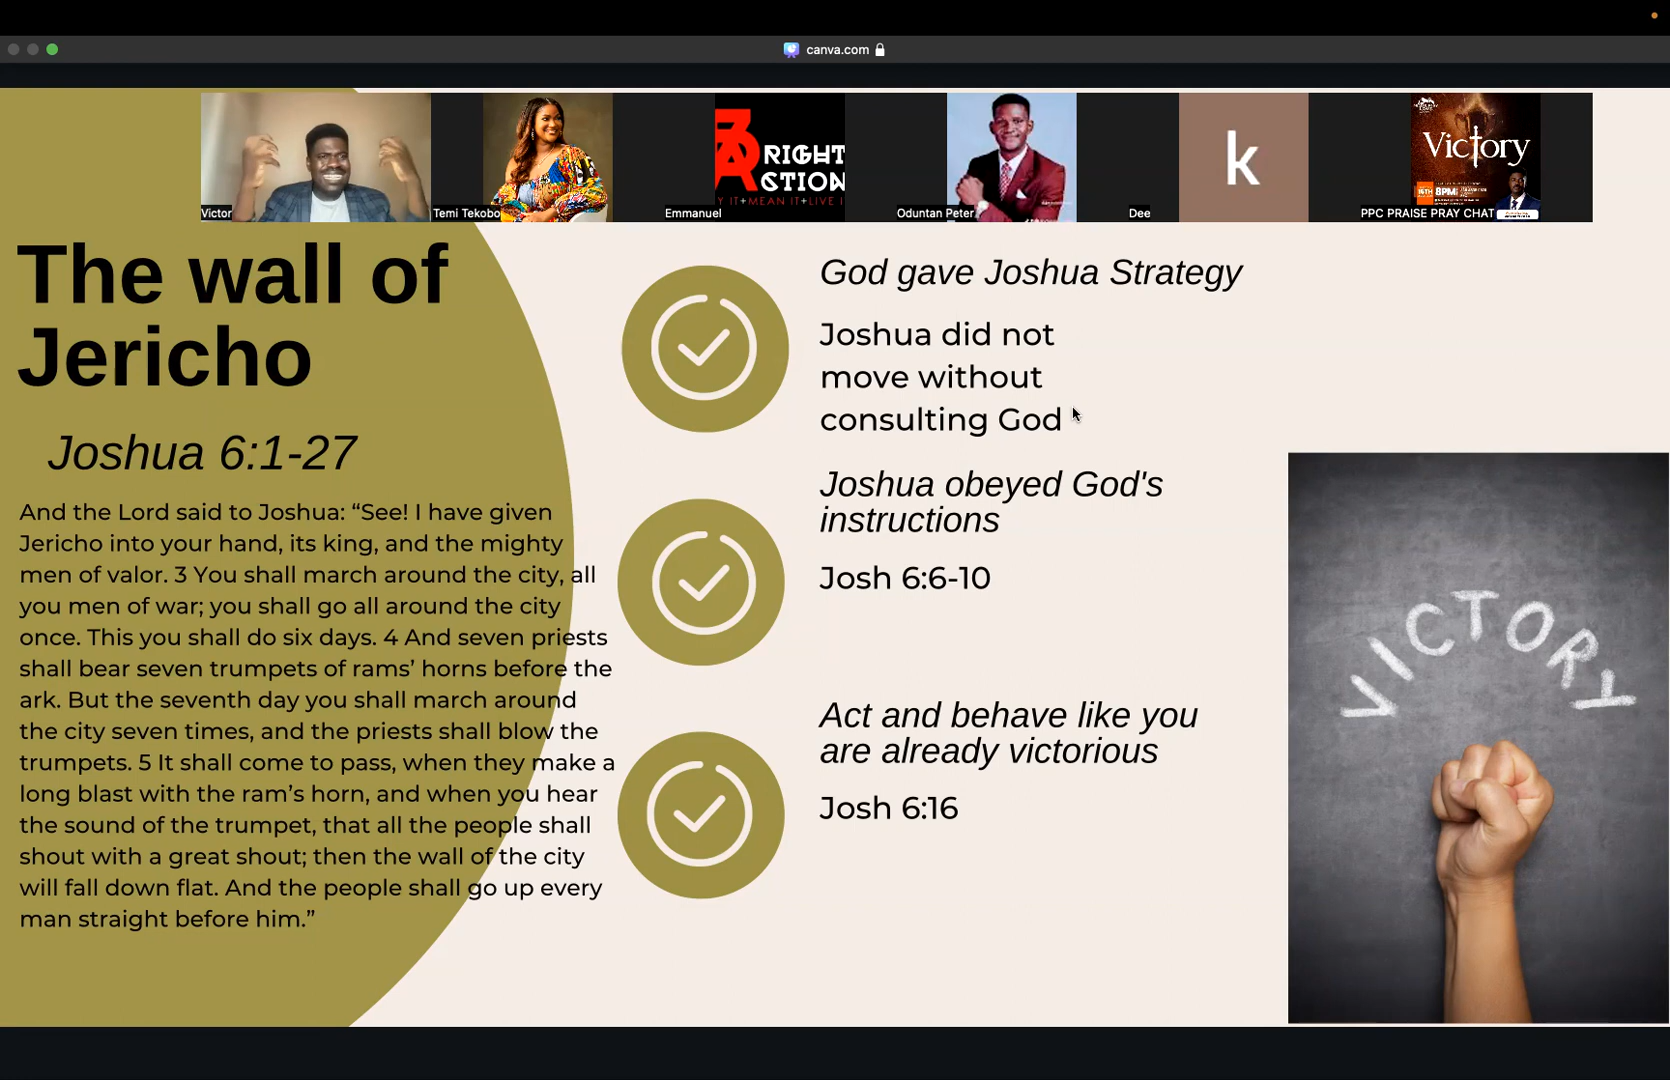 canva.com
Victor
Temi Tekobo
RIGHT
CTION
Y IT+MEAN IT+LIVE I
Emmanuel
Oduntan Peter
Dee
k
Victory
8PM
PPC PRAISE PRAY CHAT
The wall of
Jericho
Joshua 6:1-27
And the Lord said to Joshua: “See! I have given
Jericho into your hand, its king, and the mighty
men of valor. 3 You shall march around the city, all
you men of war; you shall go all around the city
once. This you shall do six days. 4 And seven priests
shall bear seven trumpets of rams’ horns before the
ark. But the seventh day you shall march around
the city seven times, and the priests shall blow the
trumpets. 5 It shall come to pass, when they make a
long blast with the ram’s horn, and when you hear
the sound of the trumpet, that all the people shall
shout with a great shout; then the wall of the city
will fall down flat. And the people shall go up every
man straight before him.”
God gave Joshua Strategy
Joshua did not
move without
consulting God
Joshua obeyed God's
instructions
Josh 6:6-10
Act and behave like you
are already victorious
Josh 6:16
VICTORY